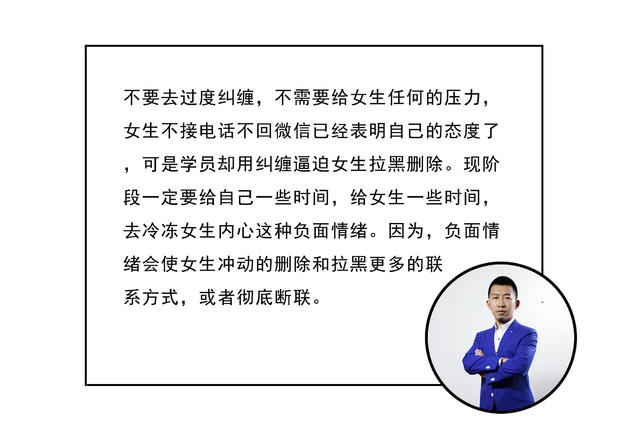 不要去过度纠缠，不需要给女生任何的压力，
女生不接电话不回微信已经表明自己的态度了
，可是学员却用纠缠逼迫女生拉黑删除。现阶
段一定要给自己一些时间，给女生一些时间，
去冷冻女生内心这种负面情绪。因为，负面情
绪会使女生冲动的删除和拉黑更多的联
系方式，或者彻底断联。